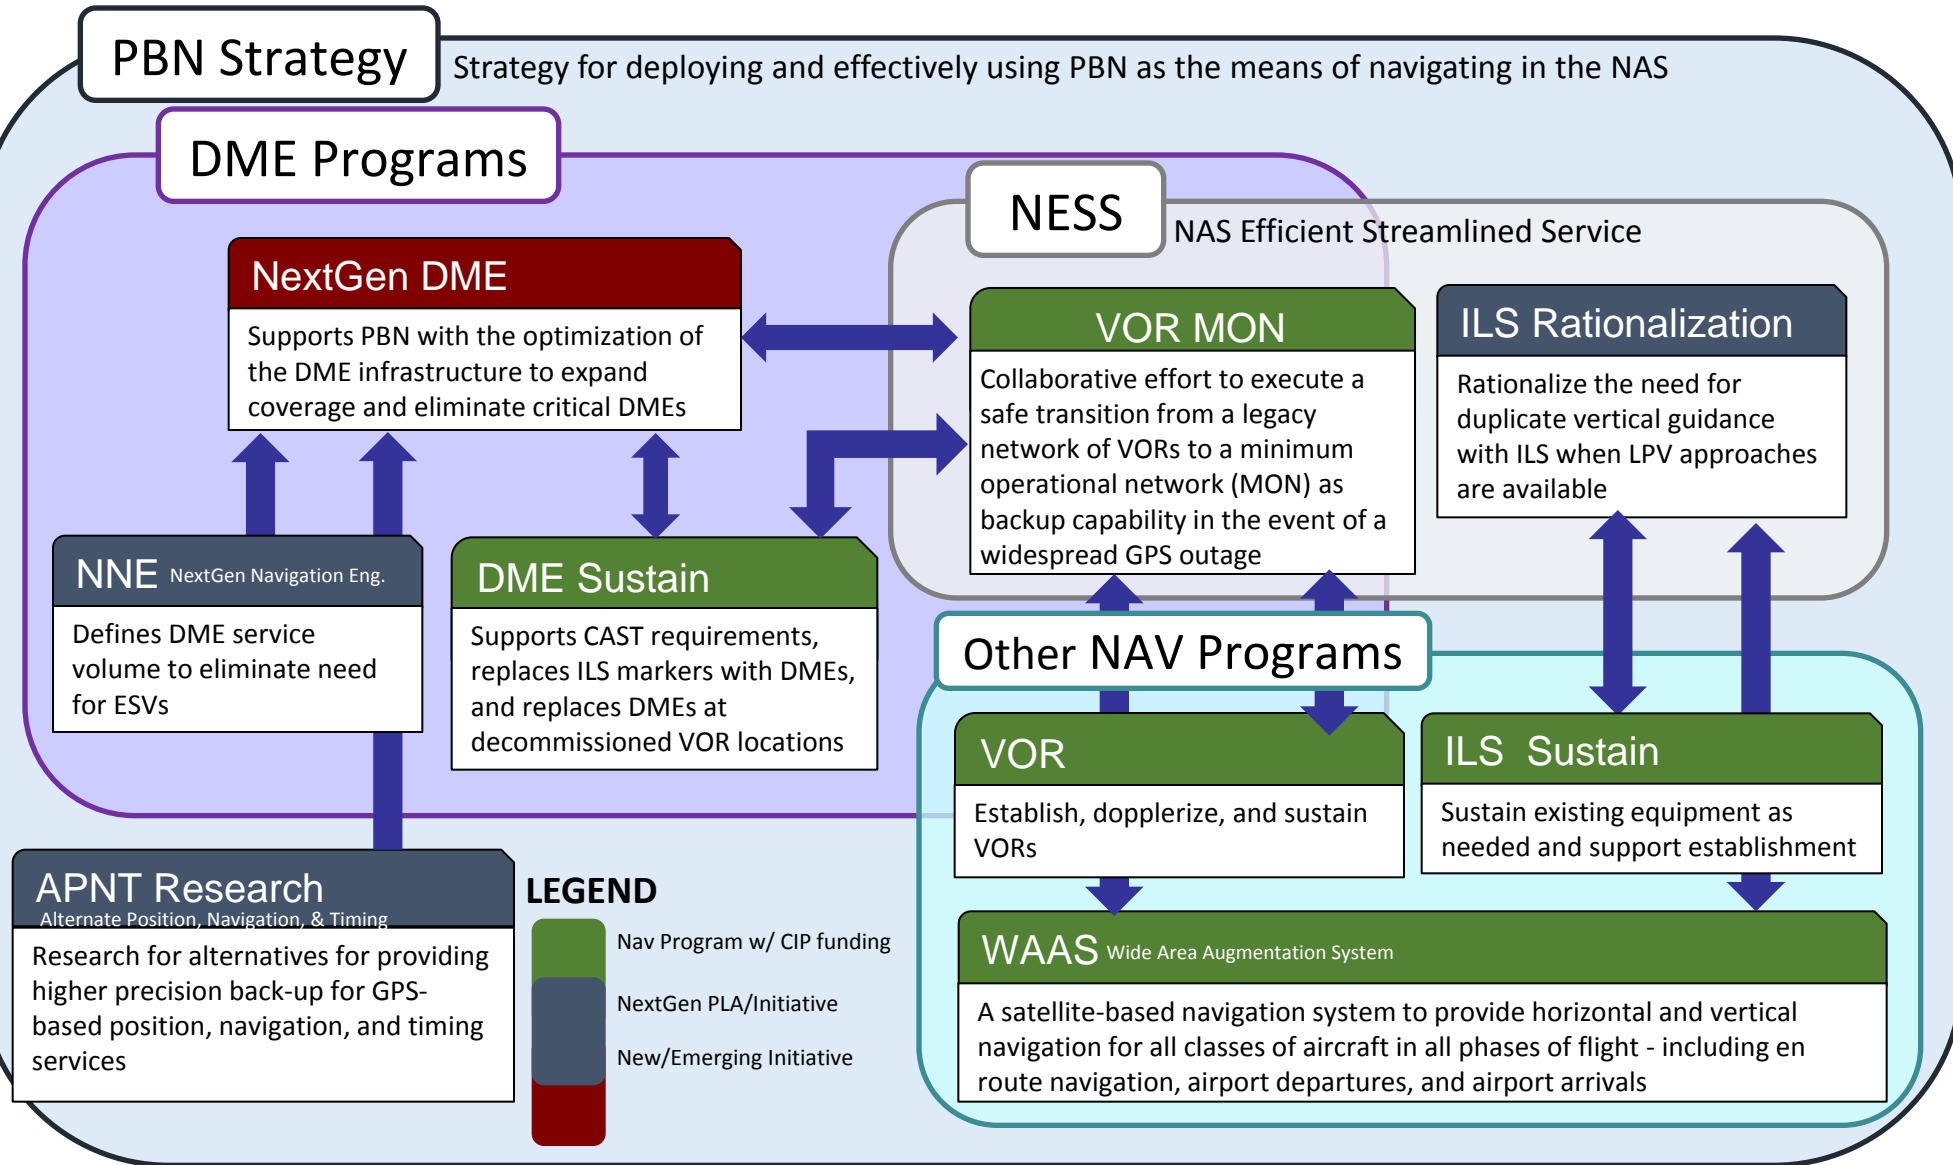 PBN Strategy
Strategy for deploying and effectively using PBN as the means of navigating in the NAS
DME Programs
NESS
NAS Efficient Streamlined Service
NextGen DME
Supports PBN with the optimization of
the DME infrastructure to expand
coverage and eliminate critical DMEs
VOR MON
Collaborative effort to execute a
safe transition from a legacy
network of VORs to a minimum
operational network (MON) as
backup capability in the event of a
widespread GPS outage
ILS Rationalization
Rationalize the need for
duplicate vertical guidance
with ILS when LPV approaches
are available
NNE NextGen Navigation Eng.
Defines DME service
volume to eliminate need
for ESVs
DME Sustain
Supports CAST requirements,
replaces ILS markers with DMEs,
and replaces DMEs at
decommissioned VOR locations
Other NAV Programs
VOR
Establish, dopplerize, and sustain
VORs
ILS Sustain
Sustain existing equipment as
needed and support establishment
APNT Research
Alternate Position, Navigation, & Timing
Research for alternatives for providing
higher precision back-up for GPS-
based position, navigation, and timing
services
LEGEND
Nav Program w/ CIP funding
NextGen PLA/Initiative
New/Emerging Initiative
WAAS Wide Area Augmentation System
A satellite-based navigation system to provide horizontal and vertical
navigation for all classes of aircraft in all phases of flight - including en
route navigation, airport departures, and airport arrivals